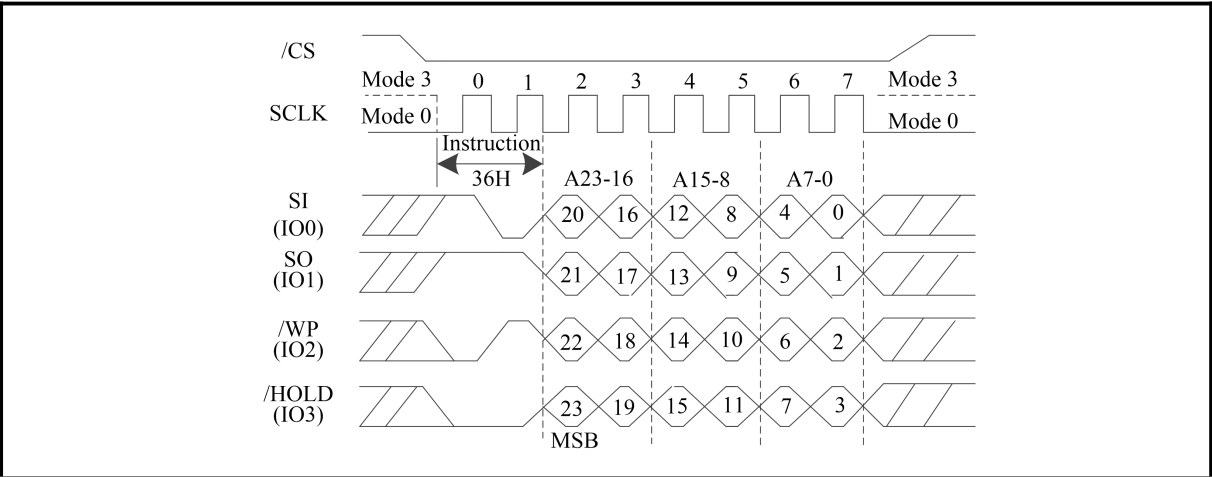 /CS
Mode 3 0 1 2 3 4 5 6 7 Mode 3
SCLK Mode 0 Mode 0
Instruction
36H A23-16 A15-8 A7-0
SI
(IO0) 20 16 12 8 4 0
SO
(IO1) 21 17 13 9 5 1
/WP
(IO2) 22 18 14 10 6 2
/HOLD
(IO3) 23 19 15 11 7 3
MSB